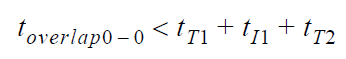 t_{overlap0-0} < t_{T1} + t_{I1} + t_{T2}